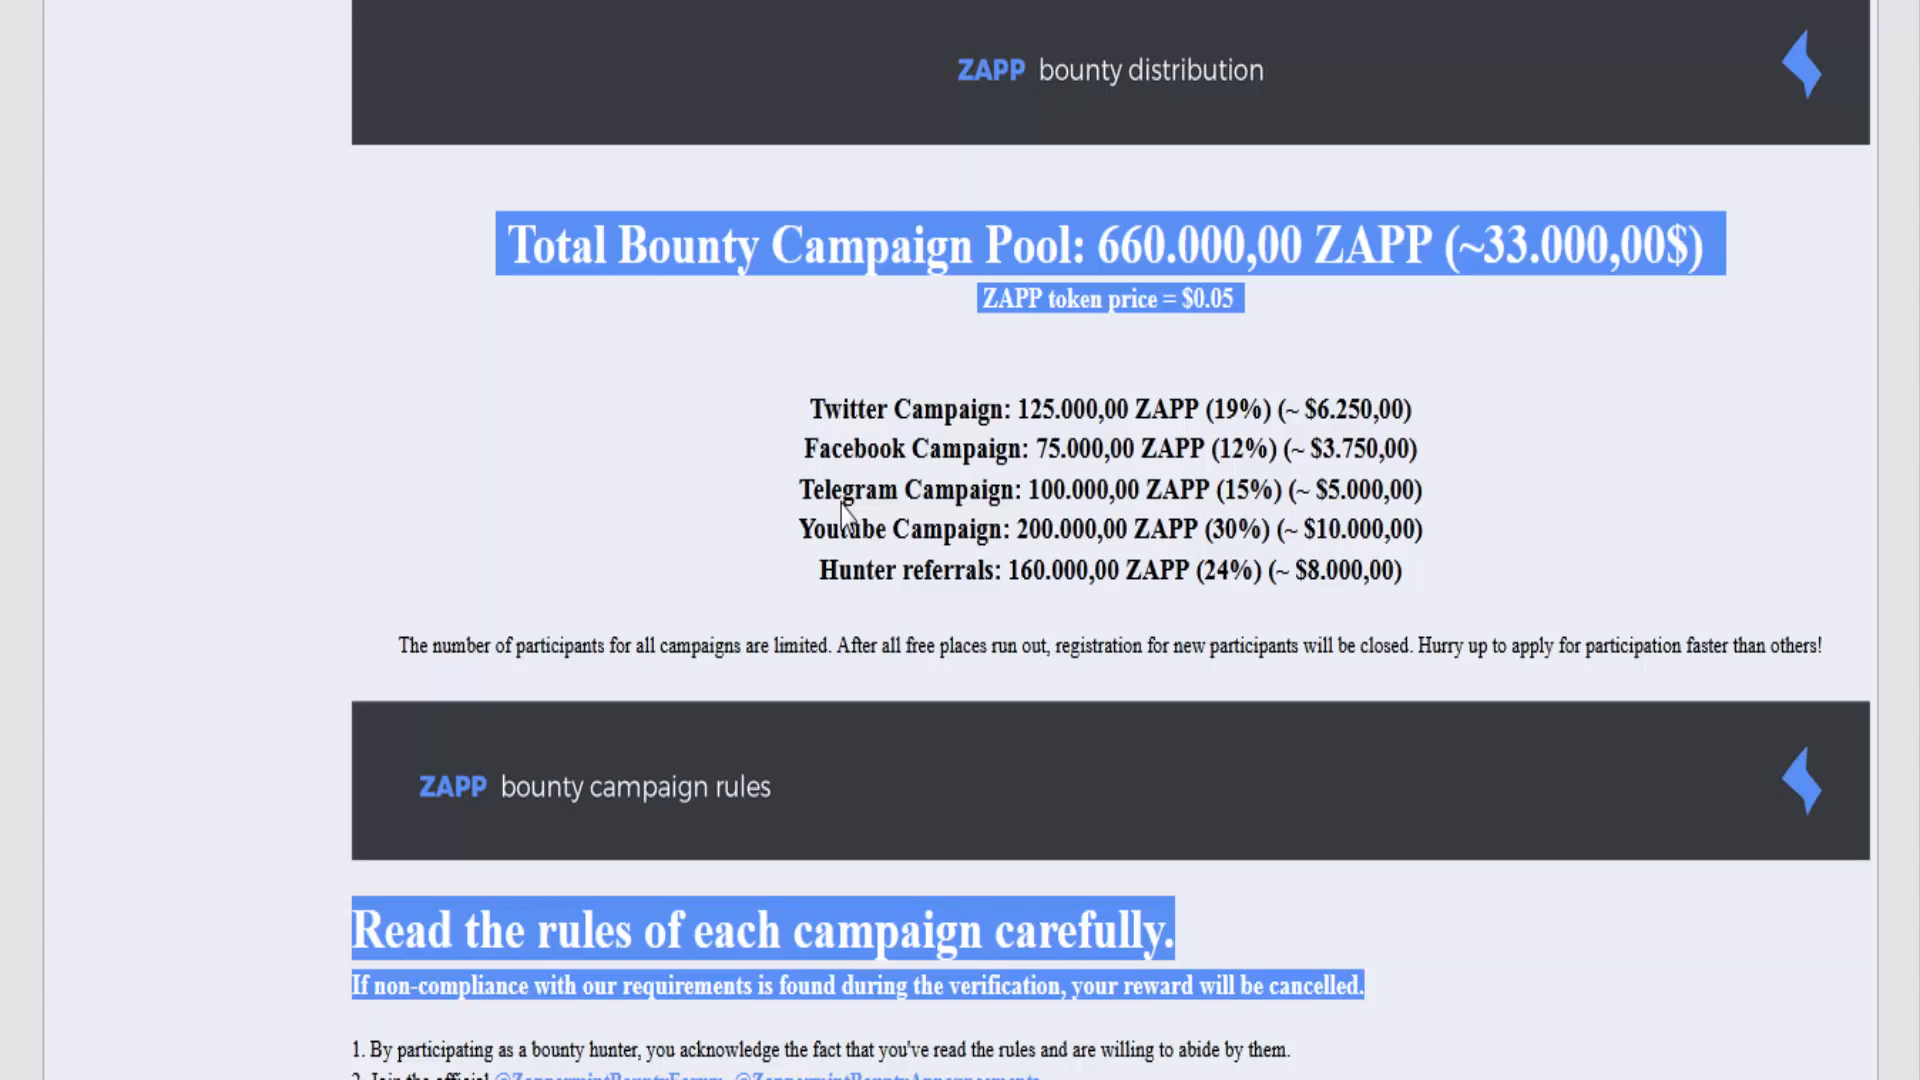 ZAPP bounty distribution
Total Bounty Campaign Pool: 660.000,00 ZAPP (~33.000,00$)
ZAPP token price = $0.05
Twitter Campaign: 125.000,00 ZAPP (19%) (~ $6.250,00)
Facebook Campaign: 75.000,00 ZAPP (12%) (~ $3.750,00)
Telegram Campaign: 100.000,00 ZAPP (15%) (~ $5.000,00)
Youtube Campaign: 200.000,00 ZAPP (30%) (~ $10.000,00)
Hunter referrals: 160.000,00 ZAPP (24%) (~ $8.000,00)
The number of participants for all campaigns are limited. After all free places run out, registration for new participants will be closed. Hurry up to apply for participation faster than others!
ZAPP bounty campaign rules
Read the rules of each campaign carefully.
If non-compliance with our requirements is found during the verification, your reward will be cancelled.
1. By participating as a bounty hunter, you acknowledge the fact that you've read the rules and are willing to abide by them.
2. Join the official